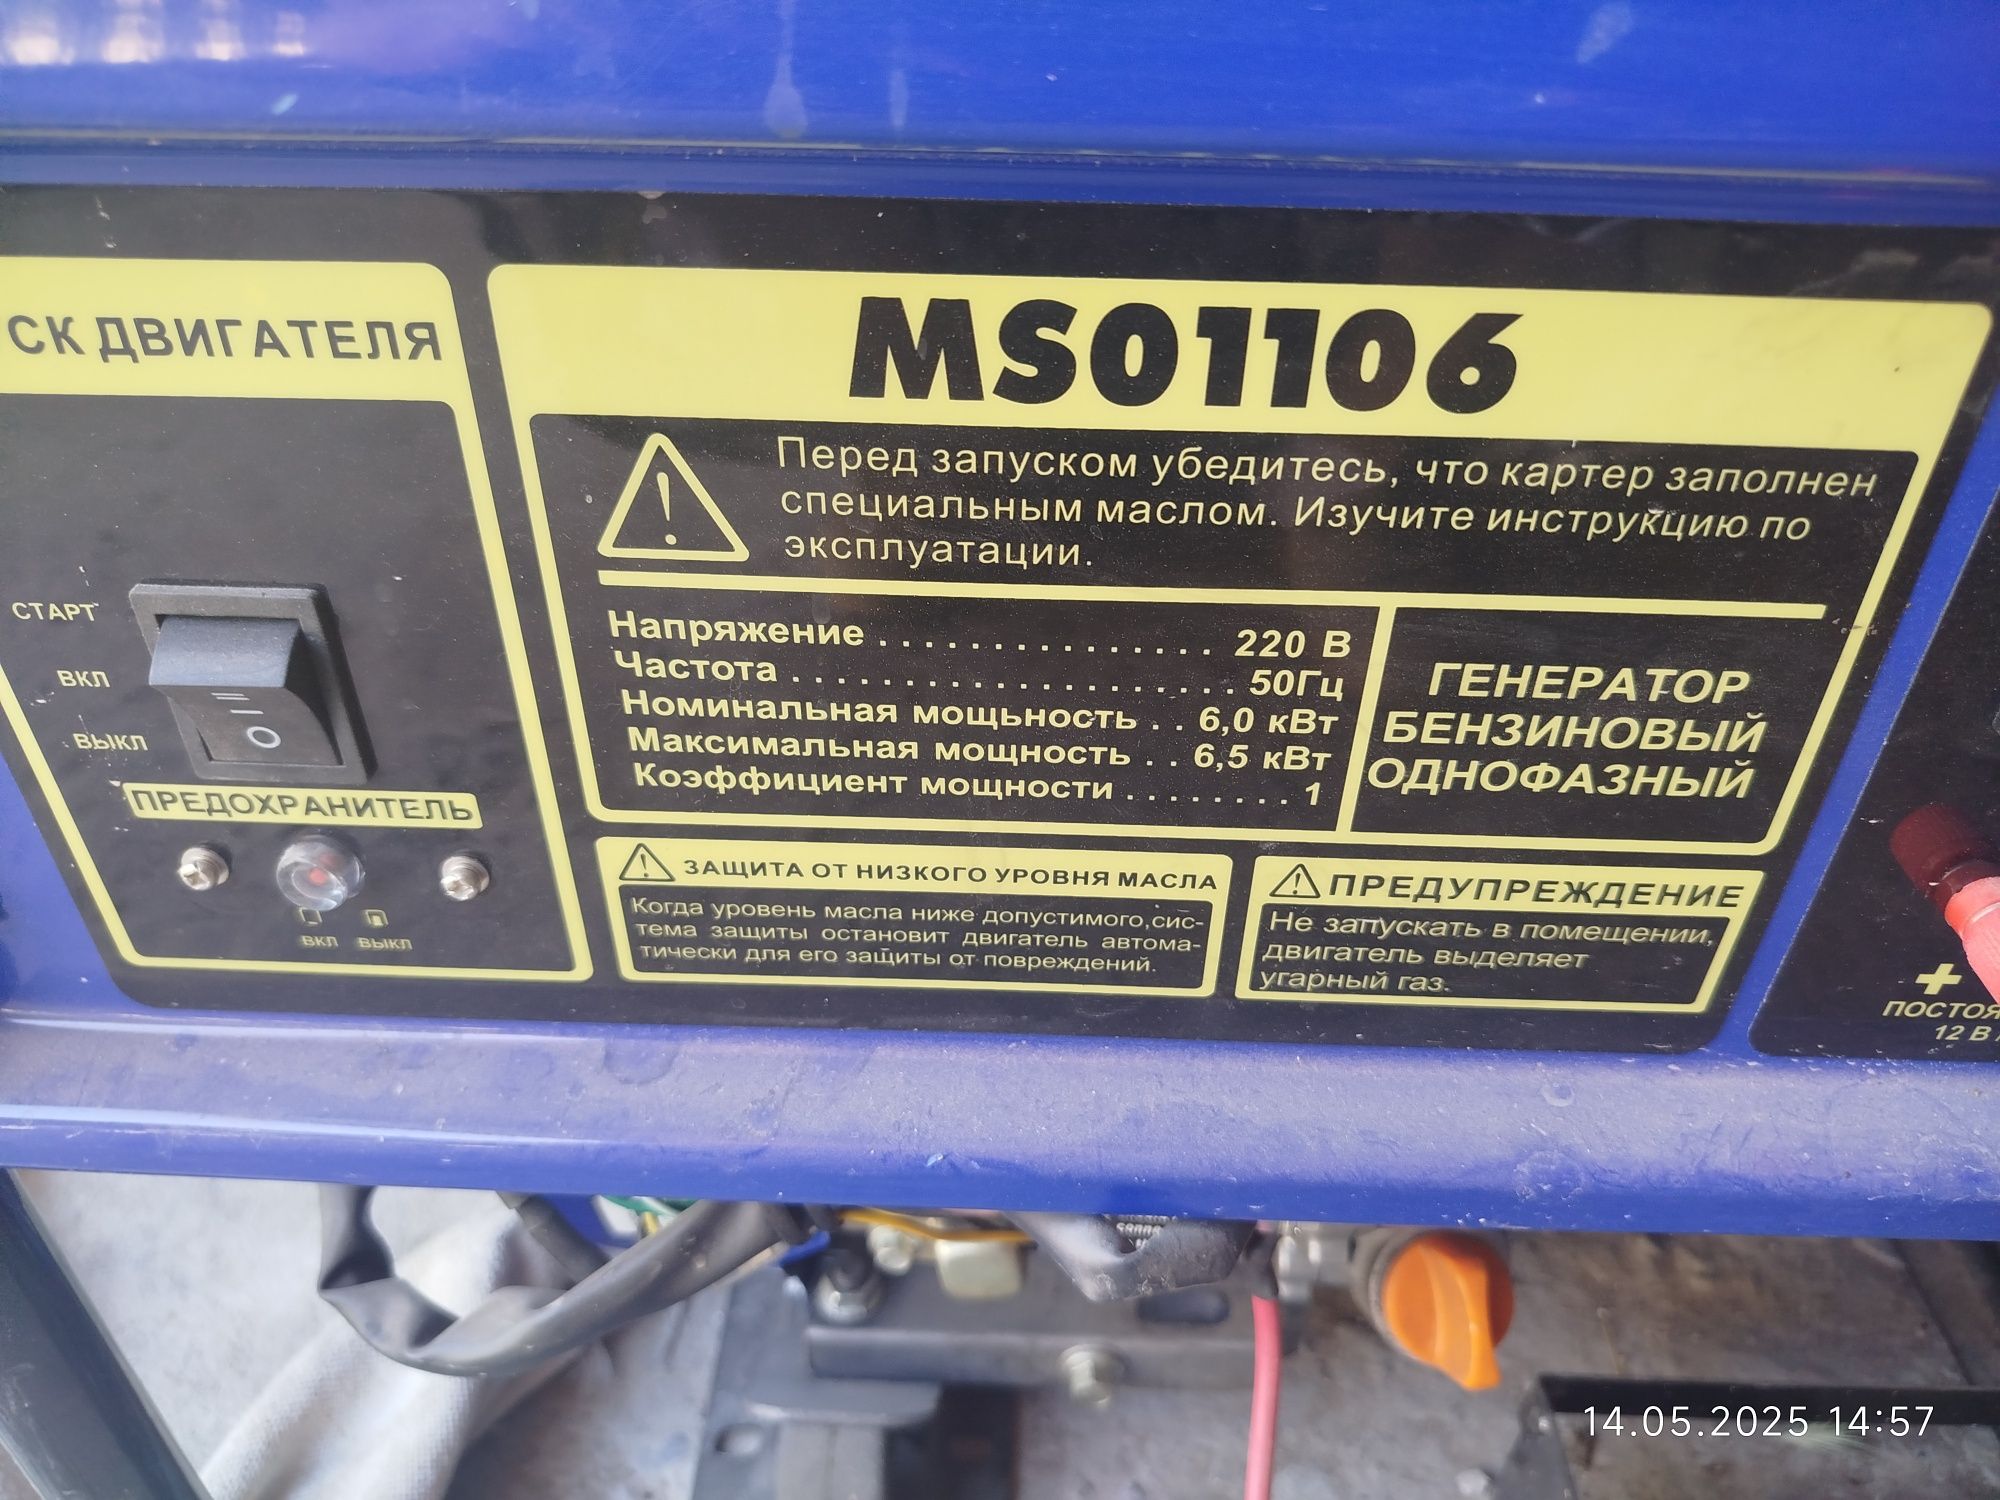 СК ДВИГАТЕЛЯ
СТАРТ
ВКЛ
ВЫКЛ
ПРЕДОХРАНИТЕЛЬ
ВКЛ ВЫКЛ
MS01106
Перед запуском убедитесь, что картер заполнен
специальным маслом. Изучите инструкцию по
эксплуатации.
Напряжение . . . . . . . . . . . . . . . 220 В
Частота . . . . . . . . . . . . . . . . . . . . 50Гц
Номинальная мощьность . . 6,0 кВт
Максимальная мощность . . 6,5 кВт
Коэффициент мощности . . . . . . . . 1
ГЕНЕРАТОР
БЕНЗИНОВЫЙ
ОДНОФАЗНЫЙ
ЗАЩИТА ОТ НИЗКОГО УРОВНЯ МАСЛА
Когда уровень масла ниже допустимого,сис-
тема защиты остановит двигатель автома-
тически для его защиты от повреждений.
ПРЕДУПРЕЖДЕНИЕ
Не запускать в помещении,
двигатель выделяет
угарный газ.
+
ПОСТОЯ
12 В
14.05.2025 14:57